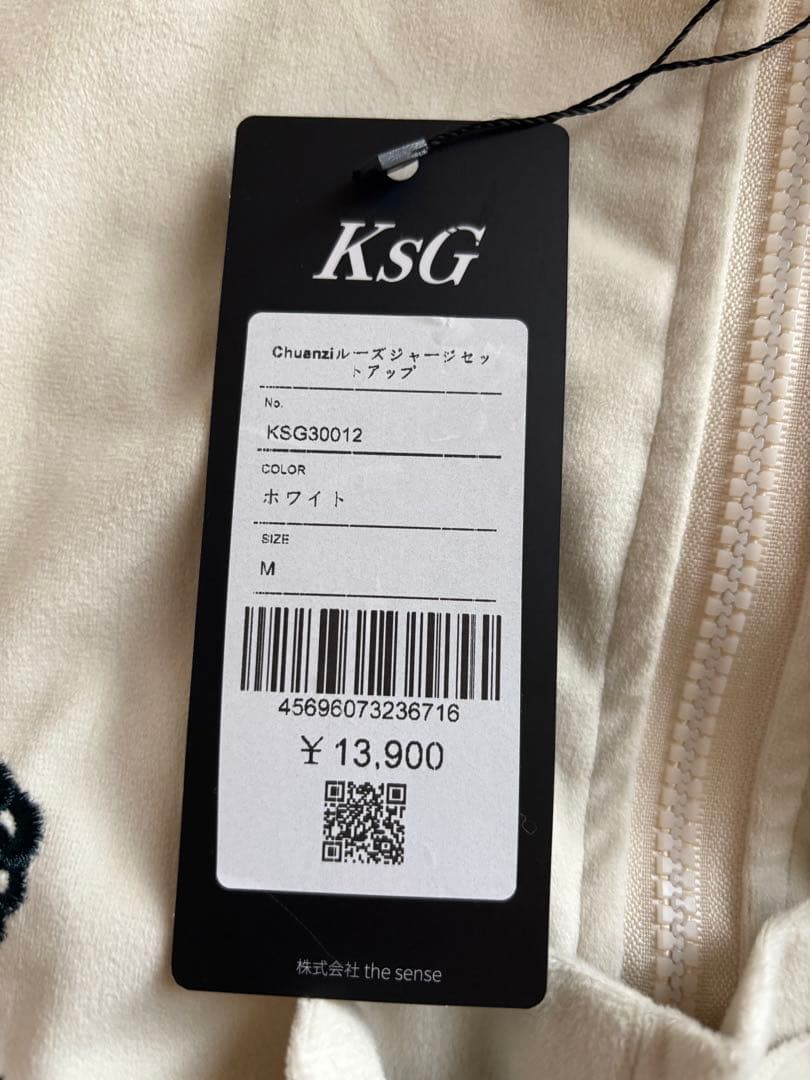 KsG
Chuanziルーズジャージセッ
トアップ
No.
KSG30012
COLOR
ホワイト
SIZE
M
45696073236716
¥ 13,900
株式会社 the sense